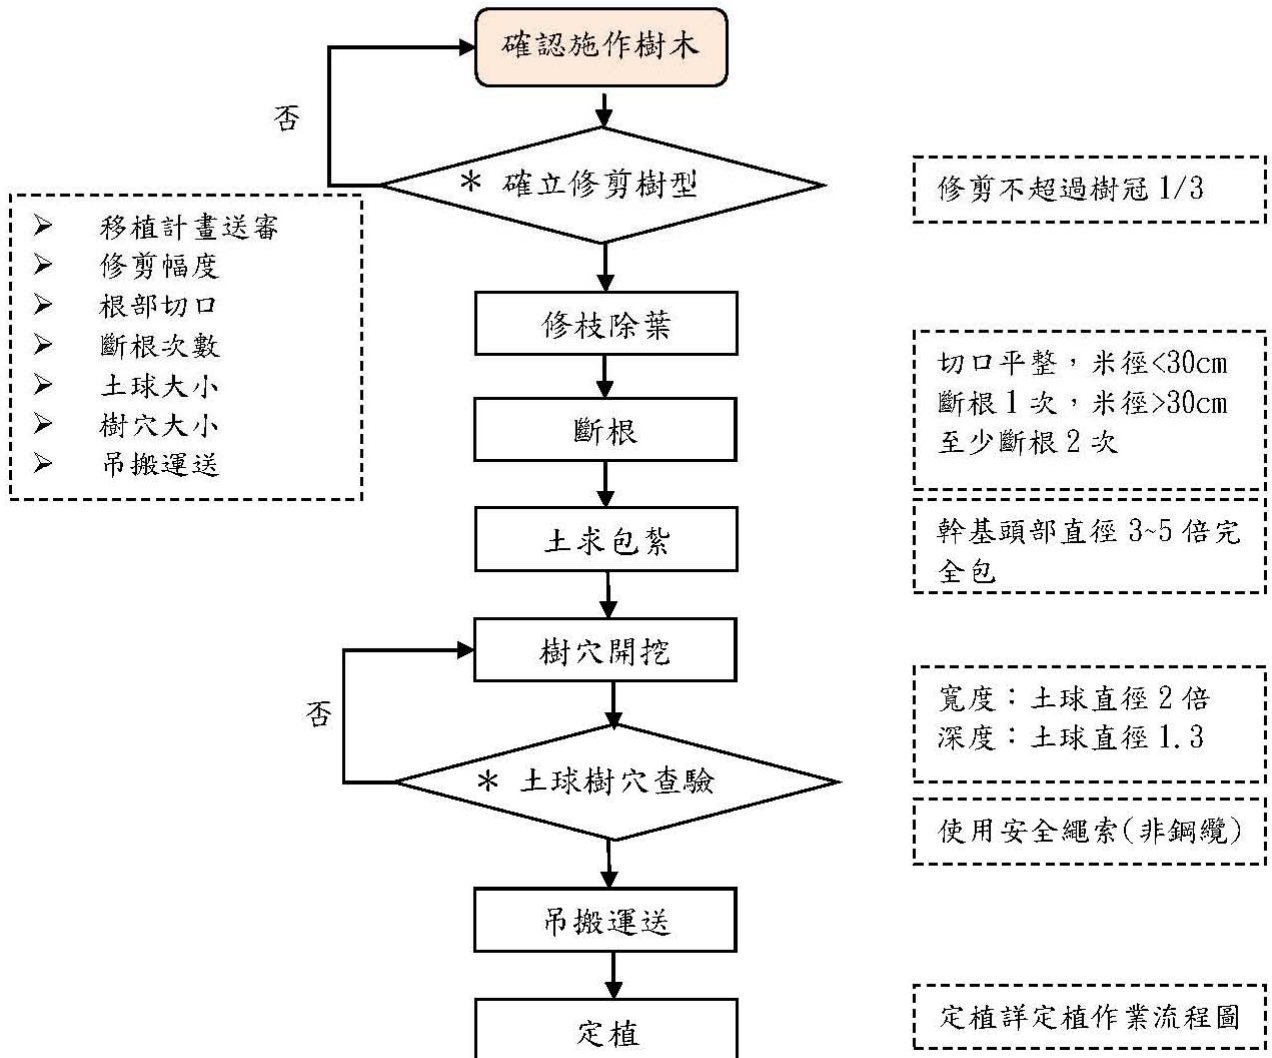 確認施作樹木
否
* 確立修剪樹型
修剪不超過樹冠 1/3
➢ 移植計畫送審
➢ 修剪幅度
➢ 根部切口
➢ 斷根次數
➢ 土球大小
➢ 樹穴大小
➢ 吊搬運送
修枝除葉
切口平整，米徑<30cm
斷根 1 次，米徑>30cm
至少斷根 2 次
斷根
土求包紮
幹基頭部直徑 3~5 倍完
全包
樹穴開挖
否
寬度：土球直徑 2 倍
深度：土球直徑 1.3
* 土球樹穴查驗
使用安全繩索(非鋼纜)
吊搬運送
定植
定植詳定植作業流程圖